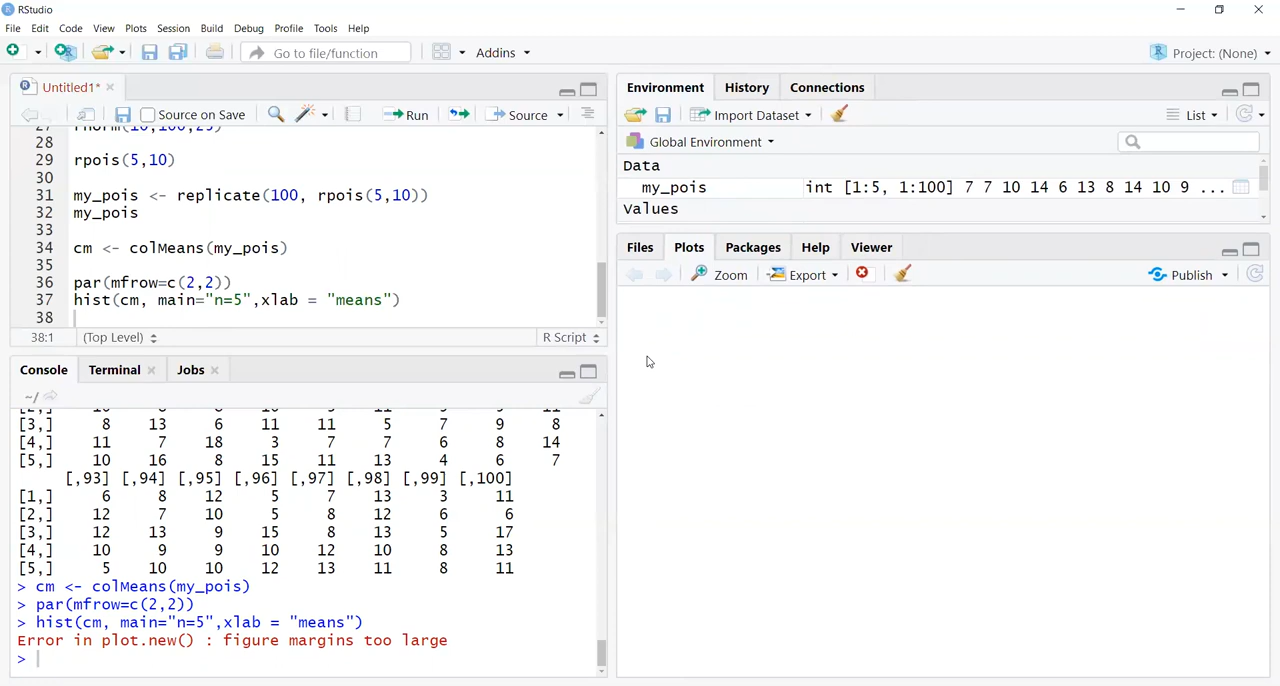 RStudio
File Edit Code View Plots Session Build Debug Profile Tools Help
Go to file/function Addins Project: (None)
Untitled1*
Source on Save Run Source
27 rnorm(10,100,25)
28
29 rpois(5,10)
30
31 my_pois <- replicate(100, rpois(5,10))
32 my_pois
33
34 cm <- colMeans(my_pois)
35
36 par(mfrow=c(2,2))
37 hist(cm, main="n=5",xlab = "means")
38
38:1 (Top Level) R Script
Console Terminal Jobs
~/
[3,] 8 13 6 11 11 5 7 9 8
[4,] 11 7 18 3 7 7 6 8 14
[5,] 10 16 8 15 11 13 4 6 7
[,93] [,94] [,95] [,96] [,97] [,98] [,99] [,100]
[1,] 6 8 12 5 7 13 3 11
[2,] 12 7 10 5 8 12 6 6
[3,] 12 13 9 15 8 13 5 17
[4,] 10 9 9 10 12 10 8 13
[5,] 5 10 10 12 13 11 8 11
> cm <- colMeans(my_pois)
> par(mfrow=c(2,2))
> hist(cm, main="n=5",xlab = "means")
Error in plot.new() : figure margins too large
>
Environment History Connections
Import Dataset List
Global Environment
Data
my_pois int [1:5, 1:100] 7 7 10 14 6 13 8 14 10 9 ...
Values
Files Plots Packages Help Viewer
Zoom Export Publish